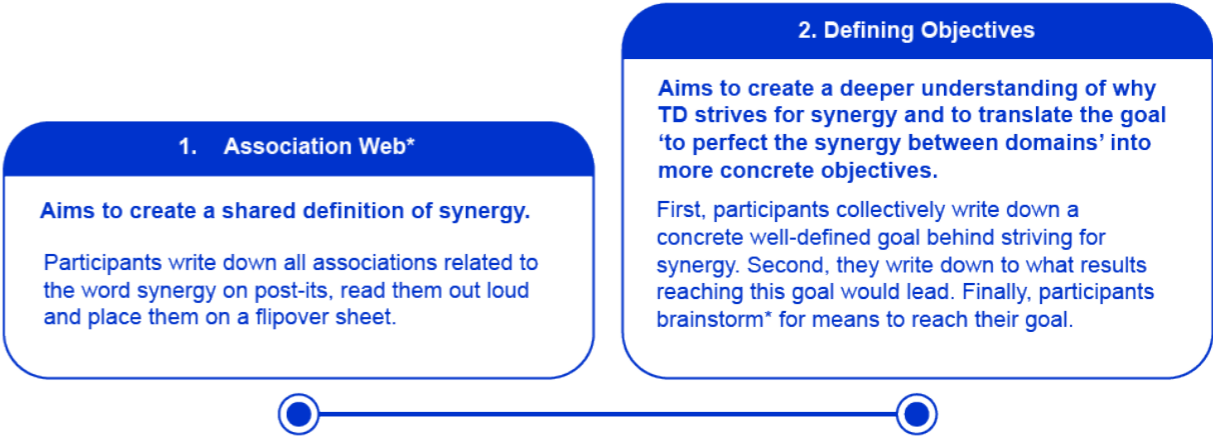 1. Association Web*
Aims to create a shared definition of synergy.
Participants write down all associations related to
the word synergy on post-its, read them out loud
and place them on a flipover sheet.
2. Defining Objectives
Aims to create a deeper understanding of why
TD strives for synergy and to translate the goal
‘to perfect the synergy between domains’ into
more concrete objectives.
First, participants collectively write down a
concrete well-defined goal behind striving for
synergy. Second, they write down to what results
reaching this goal would lead. Finally, participants
brainstorm* for means to reach their goal.